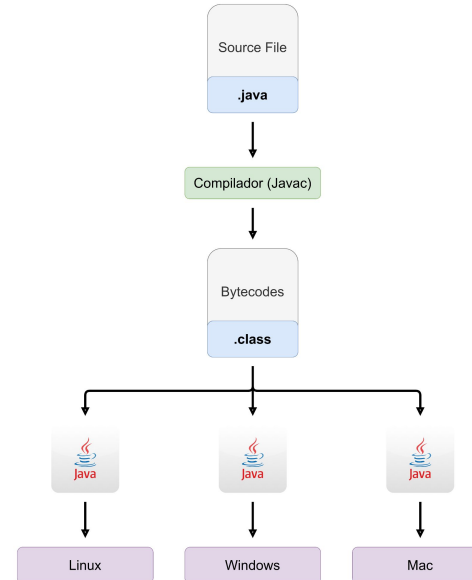 Source File
.java
Compilador (Javac)
Bytecodes
.class
Java
Java
Java
Linux
Windows
Mac